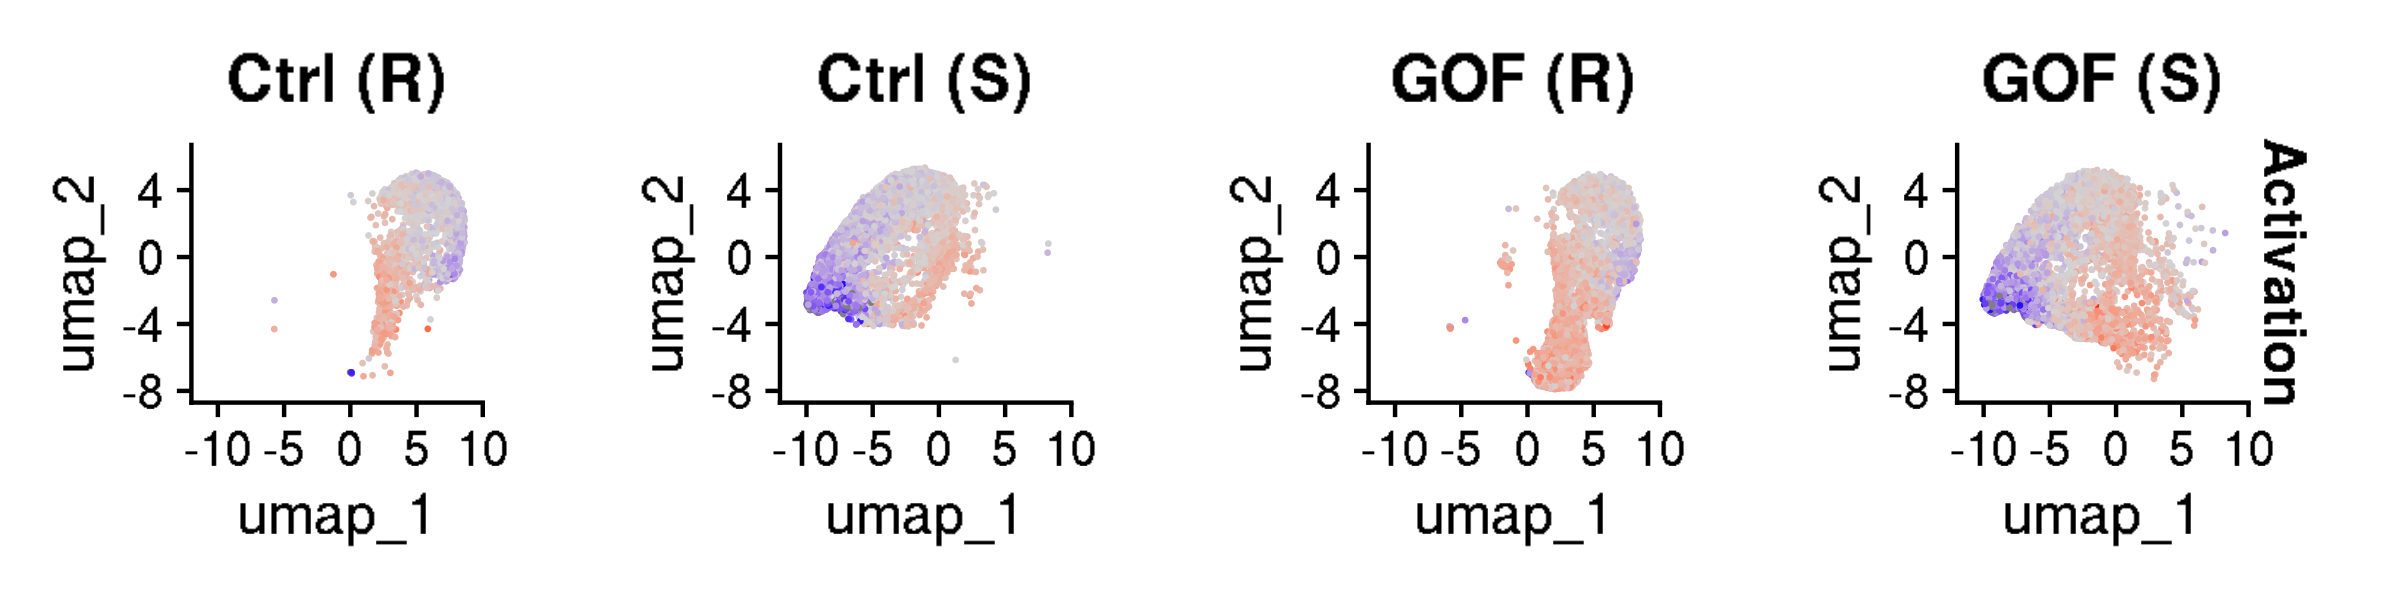 Ctrl (R)
umap_2
4
0
-4
-8
-10 -5 0 5 10
umap_1
Ctrl (S)
umap_2
4
0
-4
-8
-10 -5 0 5 10
umap_1
GOF (R)
umap_2
4
0
-4
-8
-10 -5 0 5 10
umap_1
GOF (S)
umap_2
4
0
-4
-8
-10 -5 0 5 10
umap_1
Activation